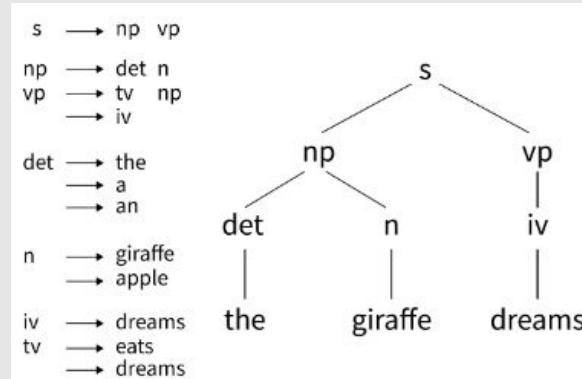 s → np vp
np → det n
vp → tv np
→ iv
det → the
→ a
→ an
n → giraffe
→ apple
iv → dreams
tv → eats
→ dreams
s
np vp
det n iv
the giraffe dreams